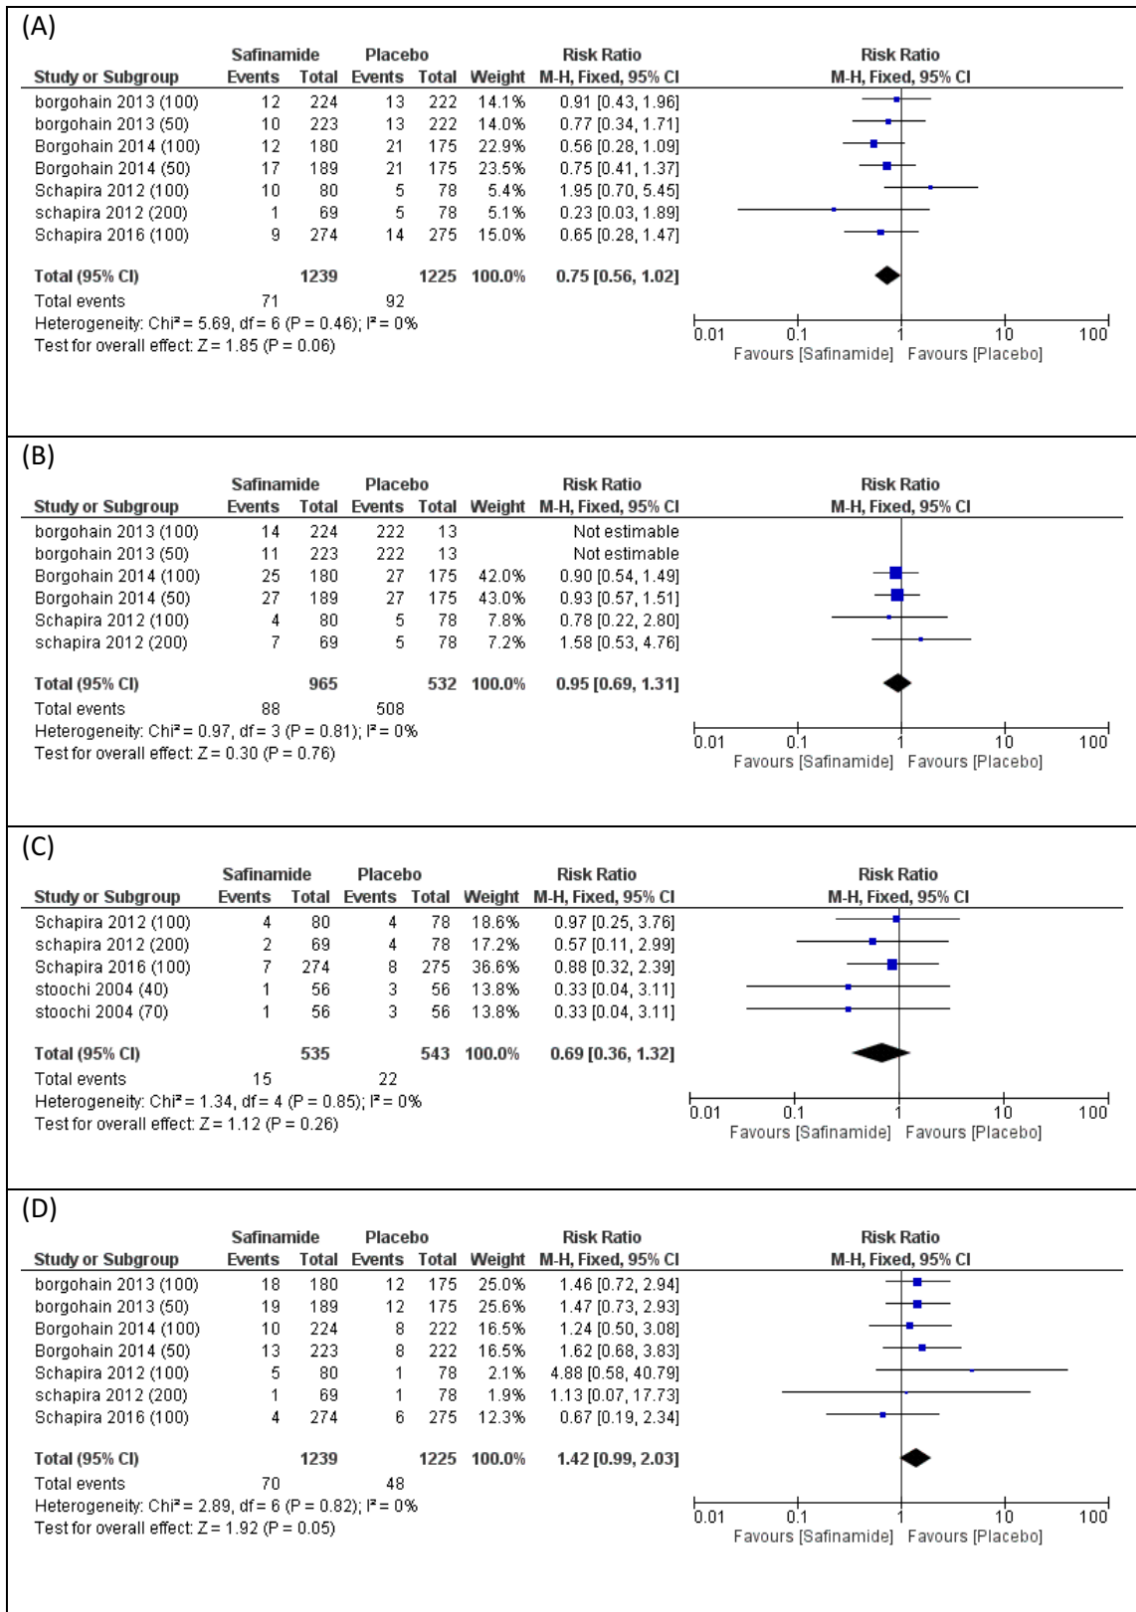 (A)
Safinamide Placebo Risk Ratio Risk Ratio
Study or Subgroup Events Total Events Total Weight M-H, Fixed, 95% CI M-H, Fixed, 95% CI
borgohain 2013 (100) 12 224 13 222 14.1% 0.91 [0.43, 1.96]
borgohain 2013 (50) 10 223 13 222 14.0% 0.77 [0.34, 1.71]
Borgohain 2014 (100) 12 180 21 175 22.9% 0.56 [0.28, 1.09]
Borgohain 2014 (50) 17 189 21 175 23.5% 0.75 [0.41, 1.37]
Schapira 2012 (100) 10 80 5 78 5.4% 1.95 [0.70, 5.45]
schapira 2012 (200) 1 69 5 78 5.1% 0.23 [0.03, 1.89]
Schapira 2016 (100) 9 274 14 275 15.0% 0.65 [0.28, 1.47]
Total (95% CI) 1239 1225 100.0% 0.75 [0.56, 1.02]
Total events 71 92
Heterogeneity: Chi² = 5.69, df = 6 (P = 0.46); I² = 0%
Test for overall effect: Z = 1.85 (P = 0.06)
0.01 0.1 1 10 100
Favours [Safinamide] Favours [Placebo]
(B)
Safinamide Placebo Risk Ratio Risk Ratio
Study or Subgroup Events Total Events Total Weight M-H, Fixed, 95% CI M-H, Fixed, 95% CI
borgohain 2013 (100) 14 224 222 13 Not estimable
borgohain 2013 (50) 11 223 222 13 Not estimable
Borgohain 2014 (100) 25 180 27 175 42.0% 0.90 [0.54, 1.49]
Borgohain 2014 (50) 27 189 27 175 43.0% 0.93 [0.57, 1.51]
Schapira 2012 (100) 4 80 5 78 7.8% 0.78 [0.22, 2.80]
schapira 2012 (200) 7 69 5 78 7.2% 1.58 [0.53, 4.76]
Total (95% CI) 965 532 100.0% 0.95 [0.69, 1.31]
Total events 88 508
Heterogeneity: Chi² = 0.97, df = 3 (P = 0.81); I² = 0%
Test for overall effect: Z = 0.30 (P = 0.76)
0.01 0.1 1 10 100
Favours [Safinamide] Favours [Placebo]
(C)
Safinamide Placebo Risk Ratio Risk Ratio
Study or Subgroup Events Total Events Total Weight M-H, Fixed, 95% CI M-H, Fixed, 95% CI
Schapira 2012 (100) 4 80 4 78 18.6% 0.97 [0.25, 3.76]
schapira 2012 (200) 2 69 4 78 17.2% 0.57 [0.11, 2.99]
Schapira 2016 (100) 7 274 8 275 36.6% 0.88 [0.32, 2.39]
stoochi 2004 (40) 1 56 3 56 13.8% 0.33 [0.04, 3.11]
stoochi 2004 (70) 1 56 3 56 13.8% 0.33 [0.04, 3.11]
Total (95% CI) 535 543 100.0% 0.69 [0.36, 1.32]
Total events 15 22
Heterogeneity: Chi² = 1.34, df = 4 (P = 0.85); I² = 0%
Test for overall effect: Z = 1.12 (P = 0.26)
0.01 0.1 1 10 100
Favours [Safinamide] Favours [Placebo]
(D)
Safinamide Placebo Risk Ratio Risk Ratio
Study or Subgroup Events Total Events Total Weight M-H, Fixed, 95% CI M-H, Fixed, 95% CI
borgohain 2013 (100) 18 180 12 175 25.0% 1.46 [0.72, 2.94]
borgohain 2013 (50) 19 189 12 175 25.6% 1.47 [0.73, 2.93]
Borgohain 2014 (100) 10 224 8 222 16.5% 1.24 [0.50, 3.08]
Borgohain 2014 (50) 13 223 8 222 16.5% 1.62 [0.68, 3.83]
Schapira 2012 (100) 5 80 1 78 2.1% 4.88 [0.58, 40.79]
schapira 2012 (200) 1 69 1 78 1.9% 1.13 [0.07, 17.73]
Schapira 2016 (100) 4 274 6 275 12.3% 0.67 [0.19, 2.34]
Total (95% CI) 1239 1225 100.0% 1.42 [0.99, 2.03]
Total events 70 48
Heterogeneity: Chi² = 2.89, df = 6 (P = 0.82); I² = 0%
Test for overall effect: Z = 1.92 (P = 0.05)
0.01 0.1 1 10 100
Favours [Safinamide] Favours [Placebo]